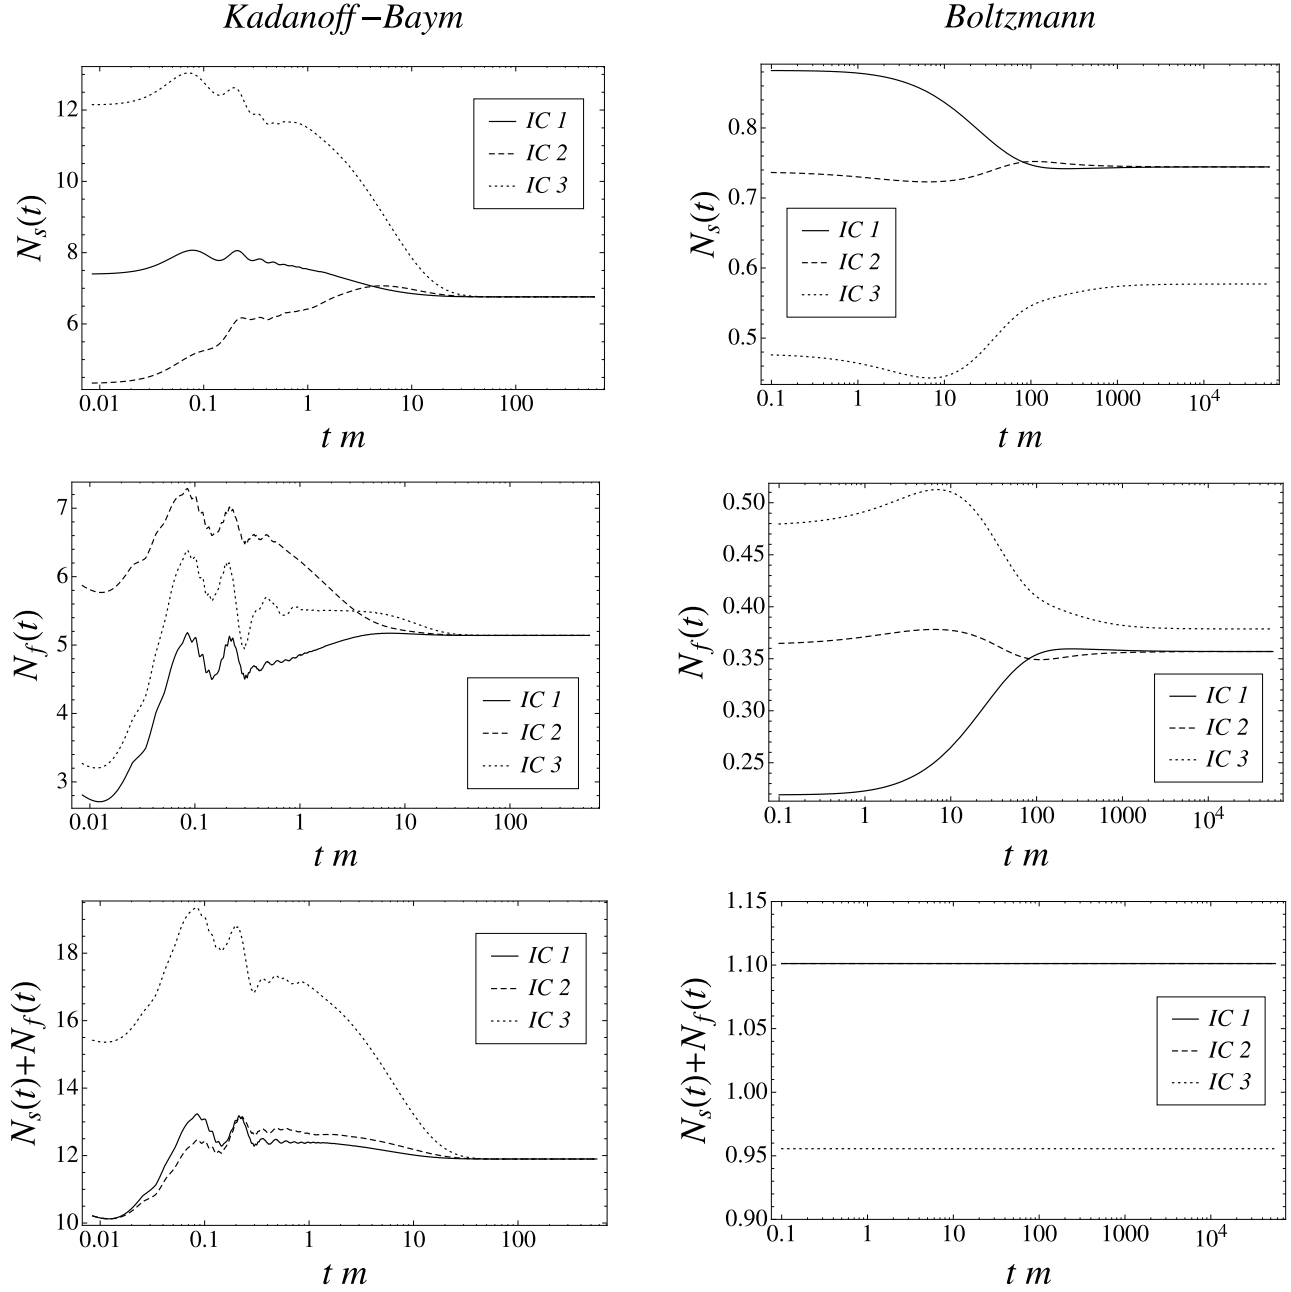 Kadanoff–Baym
Boltzmann
12
10
8
6
N_s(t)
IC 1
IC 2
IC 3
0.01 0.1 1 10 100
t m
0.8
0.7
0.6
0.5
N_s(t)
IC 1
IC 2
IC 3
0.1 1 10 100 1000 10^4
t m
7
6
5
4
3
N_f(t)
IC 1
IC 2
IC 3
0.01 0.1 1 10 100
t m
0.50
0.45
0.40
0.35
0.30
0.25
N_f(t)
IC 1
IC 2
IC 3
0.1 1 10 100 1000 10^4
t m
18
16
14
12
10
N_s(t)+N_f(t)
IC 1
IC 2
IC 3
0.01 0.1 1 10 100
t m
1.15
1.10
1.05
1.00
0.95
0.90
N_s(t)+N_f(t)
IC 1
IC 2
IC 3
0.1 1 10 100 1000 10^4
t m